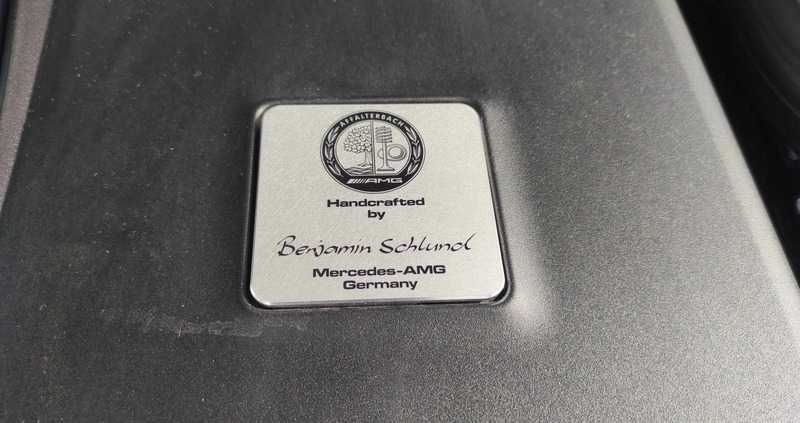 AFFALTERBACH
AMG
Handcrafted
by
Benjamin Schlund
Mercedes-AMG
Germany